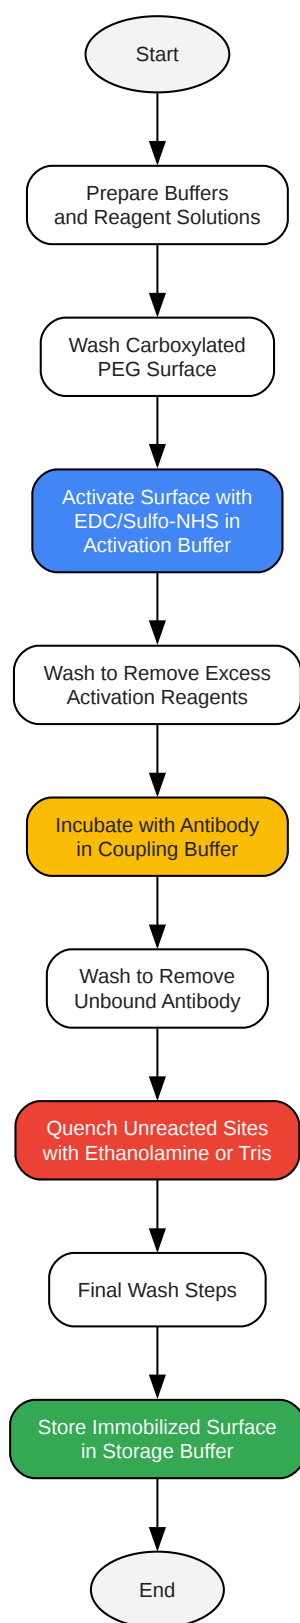 Start
Prepare Buffers
and Reagent Solutions
Wash Carboxylated
PEG Surface
Activate Surface with
EDC/Sulfo-NHS in
Activation Buffer
Wash to Remove Excess
Activation Reagents
Incubate with Antibody
in Coupling Buffer
Wash to Remove
Unbound Antibody
Quench Unreacted Sites
with Ethanolamine or Tris
Final Wash Steps
Store Immobilized Surface
in Storage Buffer
End